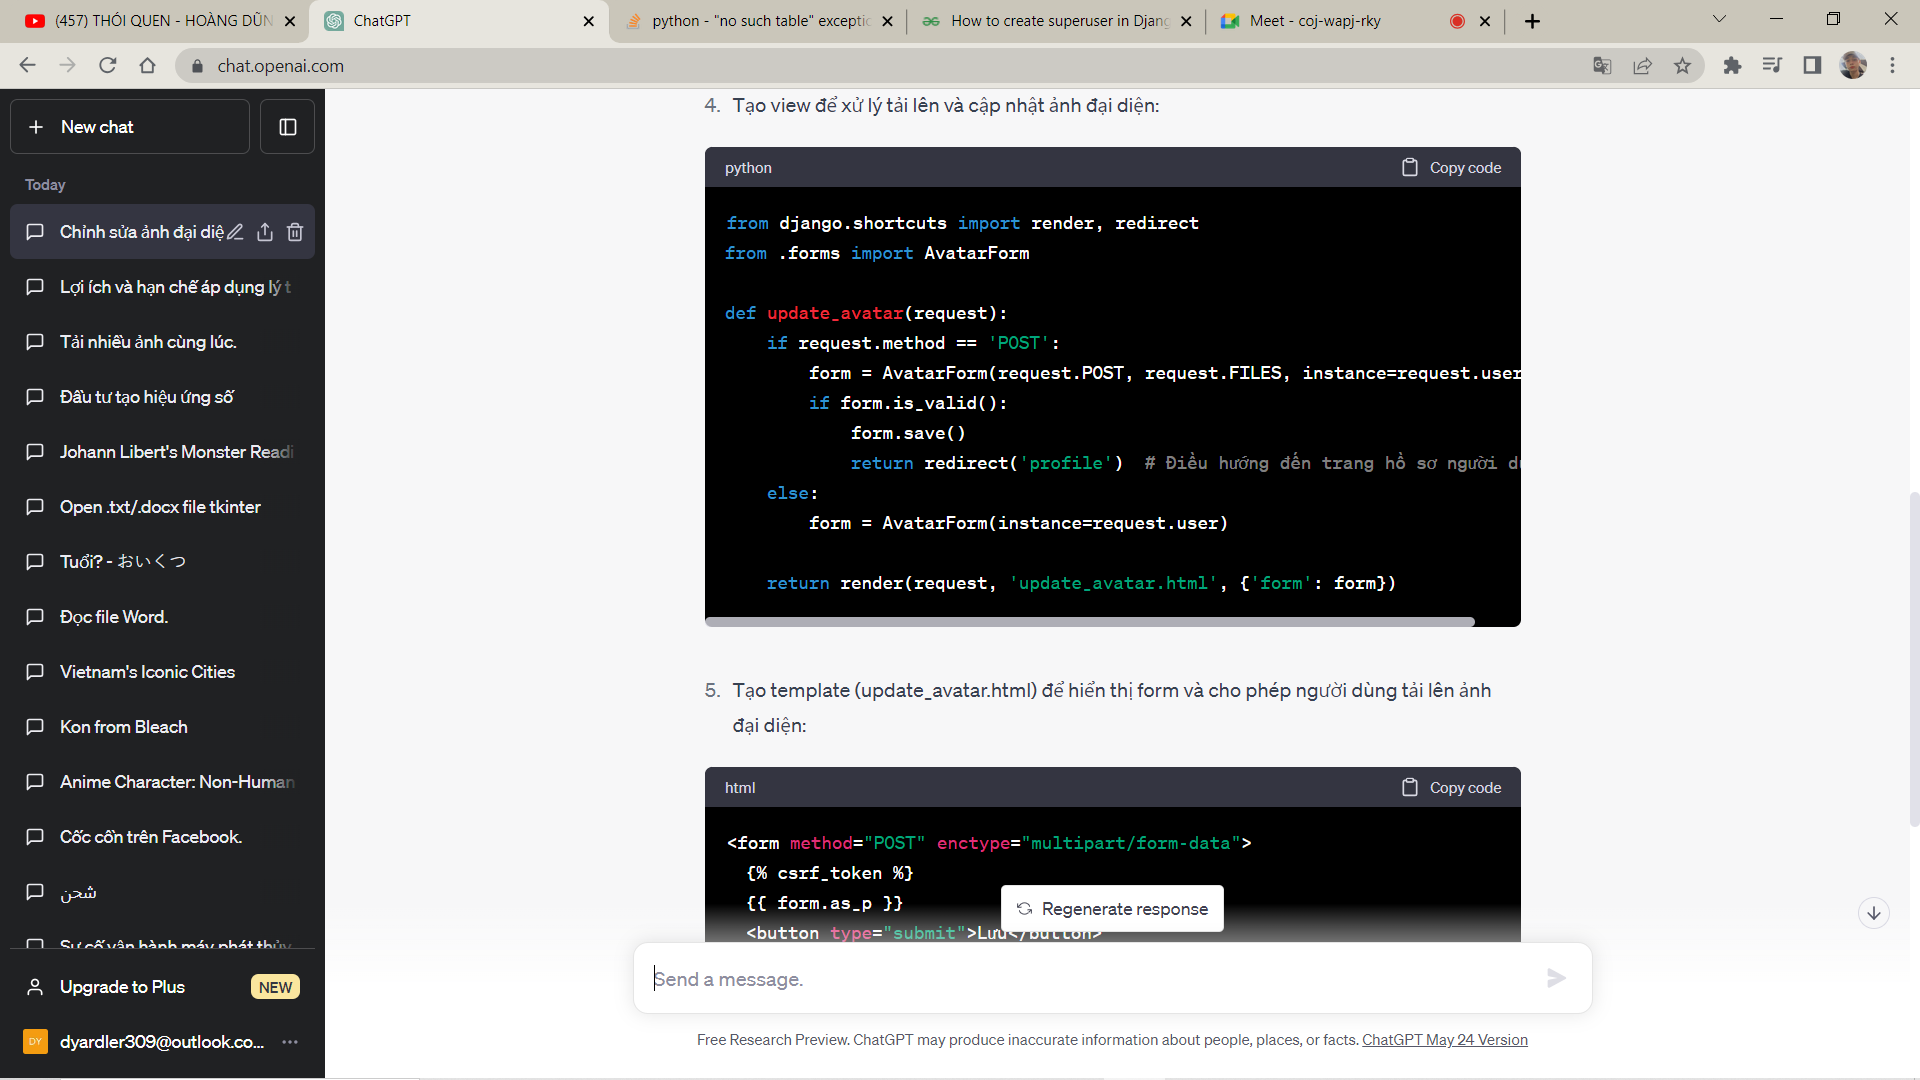 (457) THÓI QUEN - HOÀNG DŨN
ChatGPT
python - "no such table" exceptio
How to create superuser in Djang
Meet - coj-wapj-rky
chat.openai.com
New chat
Today
Chỉnh sửa ảnh đại diệ
Lợi ích và hạn chế áp dụng lý t
Tải nhiều ảnh cùng lúc.
Đầu tư tạo hiệu ứng số
Johann Libert's Monster Readi
Open .txt/.docx file tkinter
Tuổi? - おいくつ
Đọc file Word.
Vietnam's Iconic Cities
Kon from Bleach
Anime Character: Non-Human
Cốc cồn trên Facebook.
شحن
Sự cố vận hành máy phát thủy
Upgrade to Plus
NEW
DY
dyardler309@outlook.co...
4. Tạo view để xử lý tải lên và cập nhật ảnh đại diện:
python
Copy code
from django.shortcuts import render, redirect
from .forms import AvatarForm
def update_avatar(request):
if request.method == 'POST':
form = AvatarForm(request.POST, request.FILES, instance=request.user
if form.is_valid():
form.save()
return redirect('profile')  # Điều hướng đến trang hồ sơ người dù
else:
form = AvatarForm(instance=request.user)
return render(request, 'update_avatar.html', {'form': form})
5. Tạo template (update_avatar.html) để hiển thị form và cho phép người dùng tải lên ảnh
đại diện:
html
Copy code
<form method="POST" enctype="multipart/form-data">
{% csrf_token %}
{{ form.as_p }}
<button type="submit">Lưu</button>
Regenerate response
Send a message.
Free Research Preview. ChatGPT may produce inaccurate information about people, places, or facts. ChatGPT May 24 Version